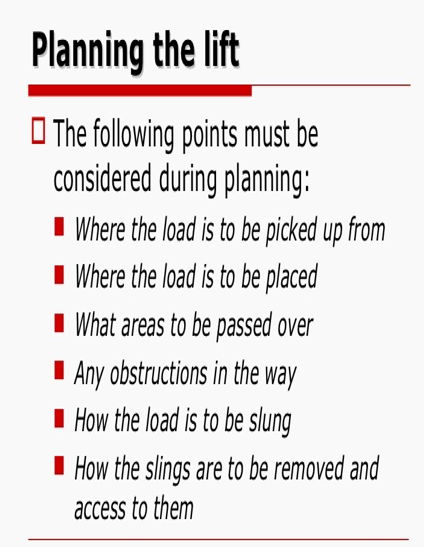 Planning the lift
The following points must be
considered during planning:
Where the load is to be picked up from
Where the load is to be placed
What areas to be passed over
Any obstructions in the way
How the load is to be slung
How the slings are to be removed and
access to them